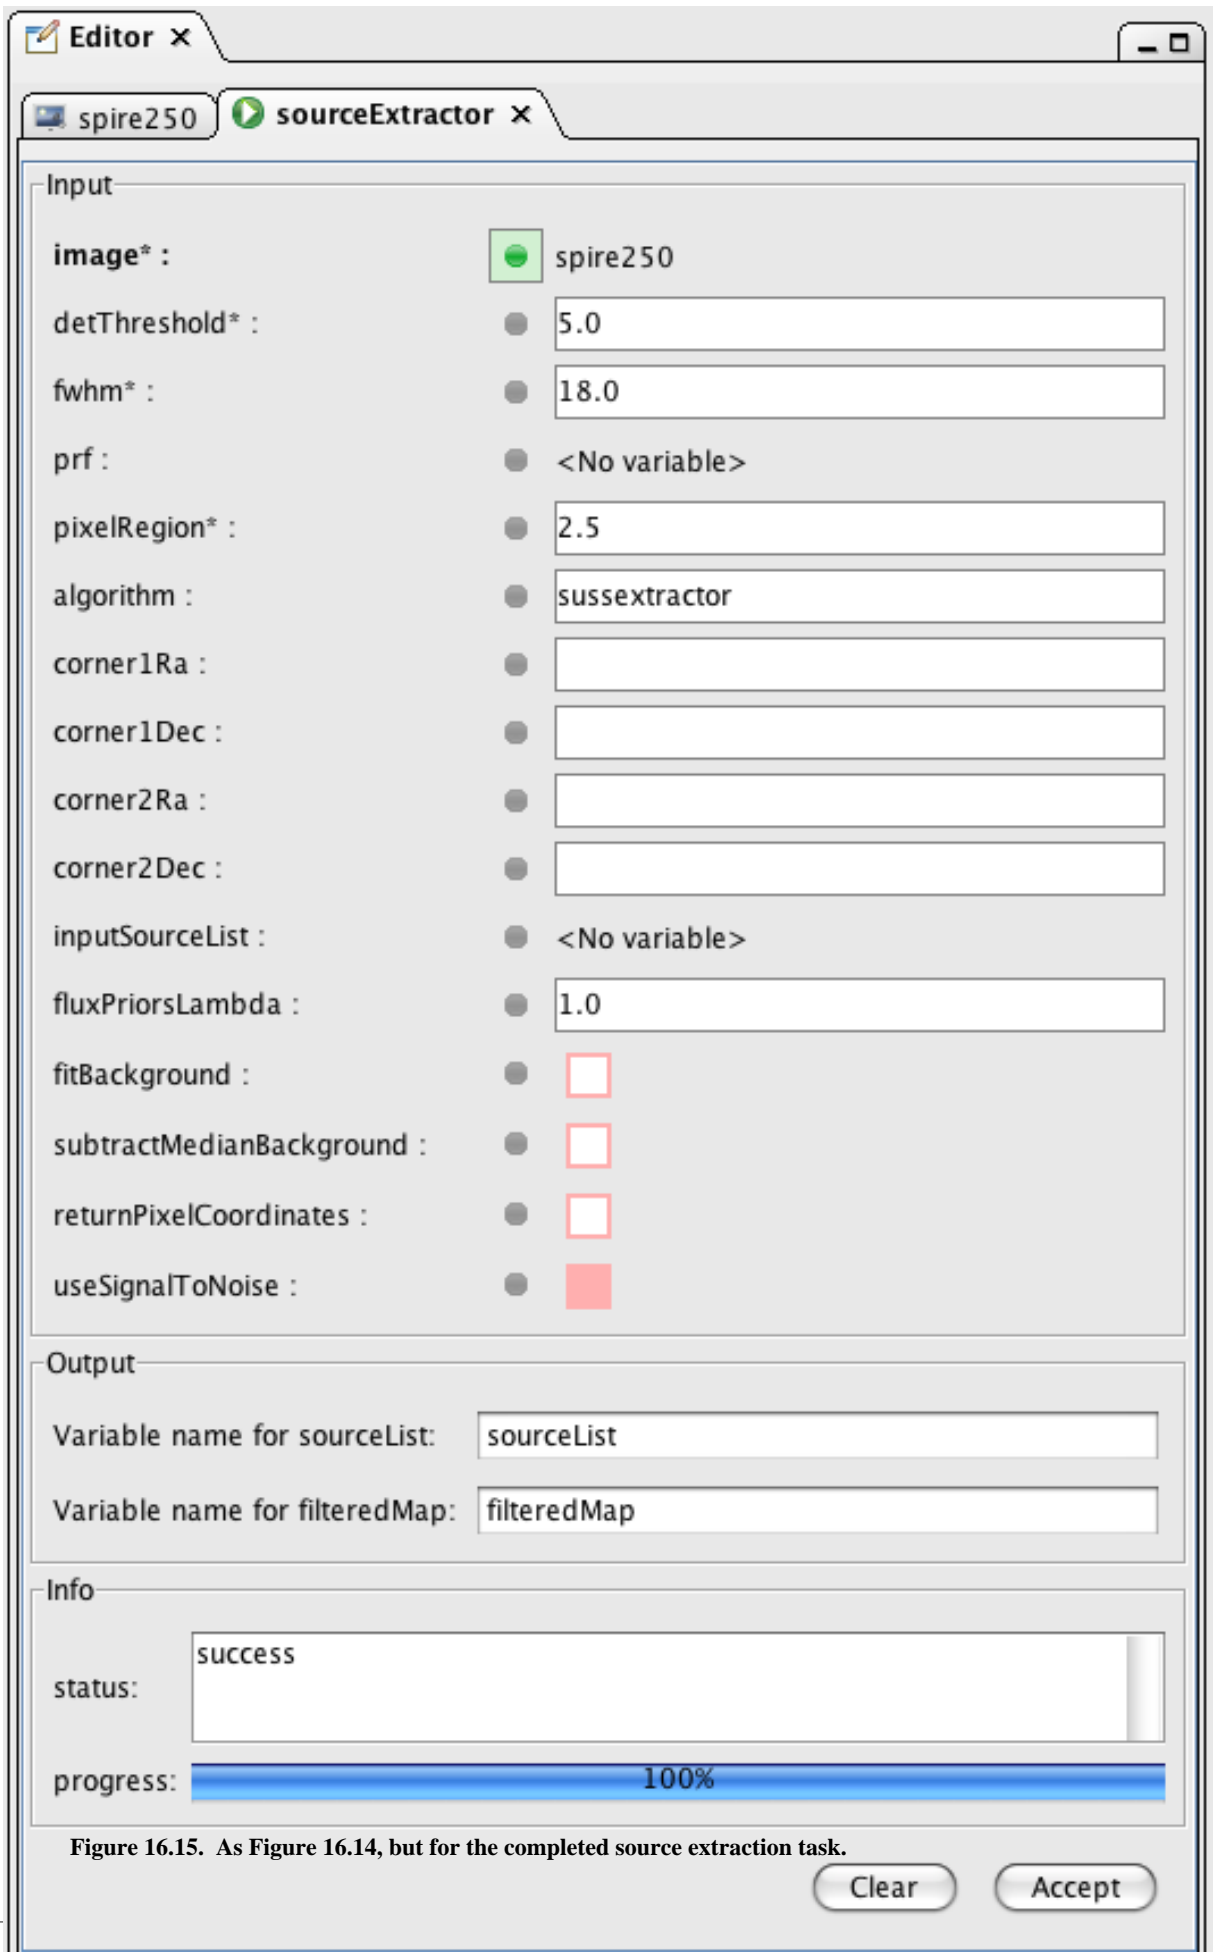 Editor
spire250 sourceExtractor
Input
image* : spire250
detThreshold* : 5.0
fwhm* : 18.0
prf : <No variable>
pixelRegion* : 2.5
algorithm : sussextractor
corner1Ra :
corner1Dec :
corner2Ra :
corner2Dec :
inputSourceList : <No variable>
fluxPriorsLambda : 1.0
fitBackground :
subtractMedianBackground :
returnPixelCoordinates :
useSignalToNoise :
Output
Variable name for sourceList: sourceList
Variable name for filteredMap: filteredMap
Info
status: success
progress: 100%
Figure 16.15. As Figure 16.14, but for the completed source extraction task.
Clear Accept